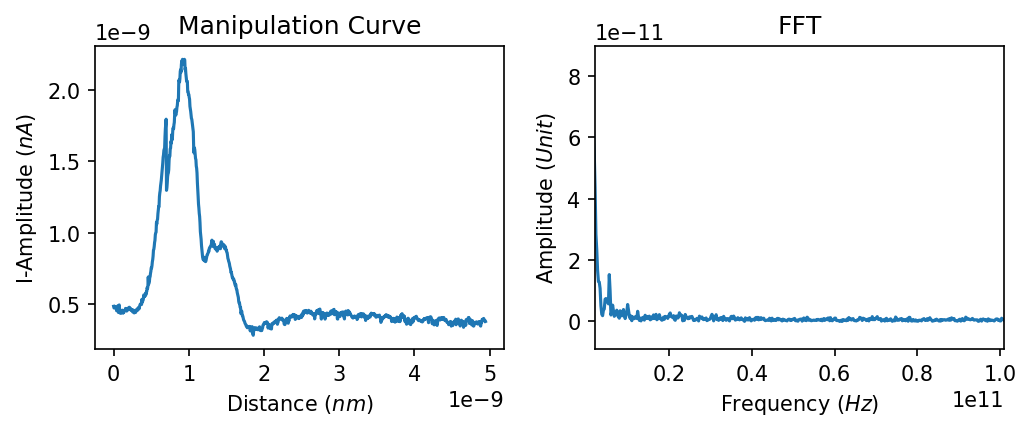 Manipulation Curve
1e−9
I-Amplitude (nA)
2.0
1.5
1.0
0.5
0 1 2 3 4 5
1e−9
Distance (nm)
FFT
1e−11
Amplitude (Unit)
8
6
4
2
0
0.2 0.4 0.6 0.8 1.0
1e11
Frequency (Hz)